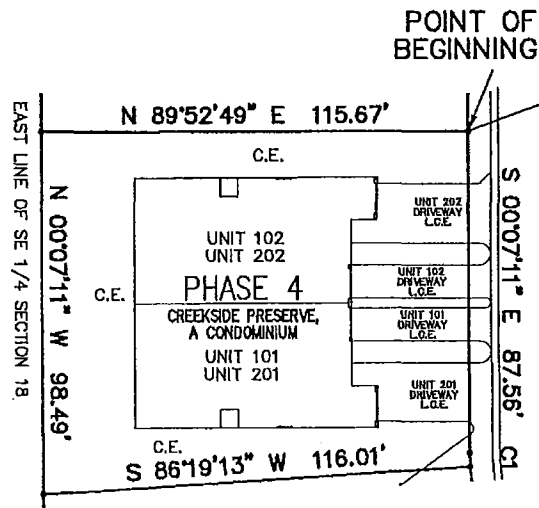 POINT OF
BEGINNING
N 89°52'49" E 115.67'
C.E.
EAST LINE OF SE 1/4 SECTION 18
N 00°07'11" W 98.49'
S 00°07'11" E 87.56'
C1
UNIT 202
DRIVEWAY
L.C.E.
UNIT 102
UNIT 202
UNIT 102
DRIVEWAY
L.C.E.
C.E.
PHASE 4
CREEKSIDE PRESERVE,
A CONDOMINIUM
UNIT 101
DRIVEWAY
L.C.E.
UNIT 101
UNIT 201
UNIT 201
DRIVEWAY
L.C.E.
C.E.
S 86°19'13" W 116.01'